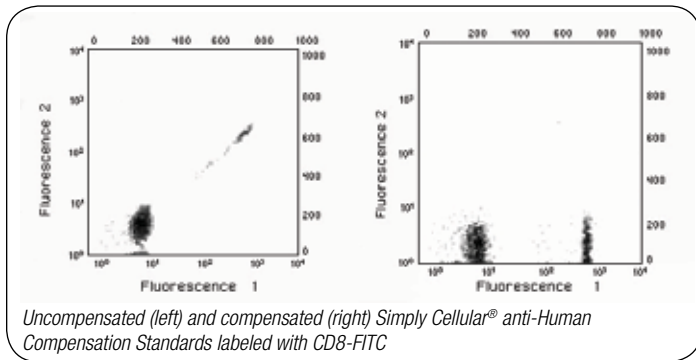 0 200 400 600 800 1000
10⁴
1000
800
10³
Fluorescence 2
600
10²
400
10¹
200
10⁰
0
10⁰ 10¹ 10² 10³ 10⁴
Fluorescence 1
0 200 400 600 800 1000
10⁴
1000
800
10³
Fluorescence 2
600
10²
400
10¹
200
10⁰
0
10⁰ 10¹ 10² 10³ 10⁴
Fluorescence 1
Uncompensated (left) and compensated (right) Simply Cellular® anti-Human
Compensation Standards labeled with CD8-FITC